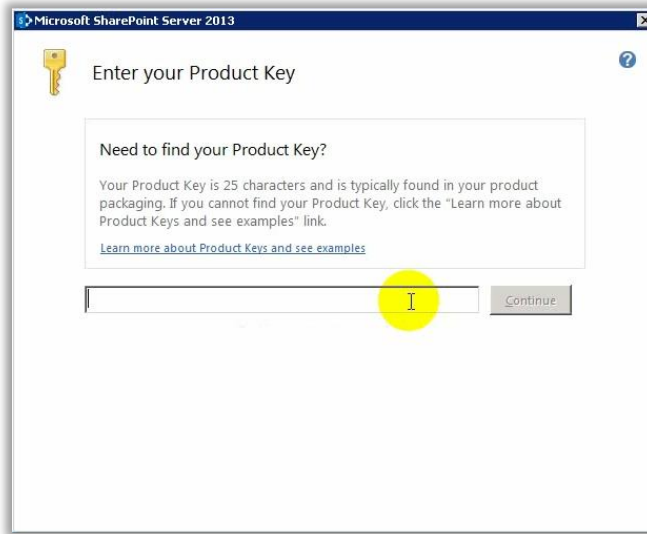 Microsoft SharePoint Server 2013
Enter your Product Key
Need to find your Product Key?
Your Product Key is 25 characters and is typically found in your product
packaging. If you cannot find your Product Key, click the "Learn more about
Product Keys and see examples" link.
Learn more about Product Keys and see examples
Continue